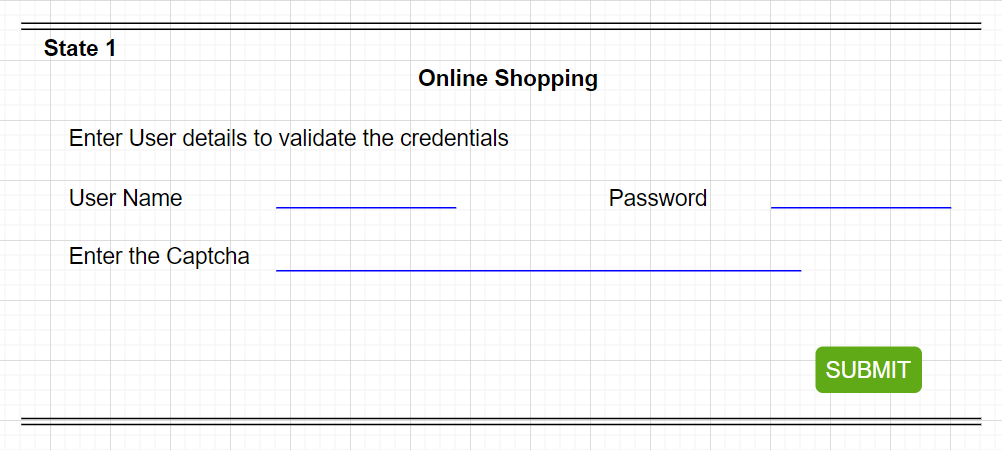 State 1
Online Shopping
Enter User details to validate the credentials
User Name Password
Enter the Captcha
SUBMIT